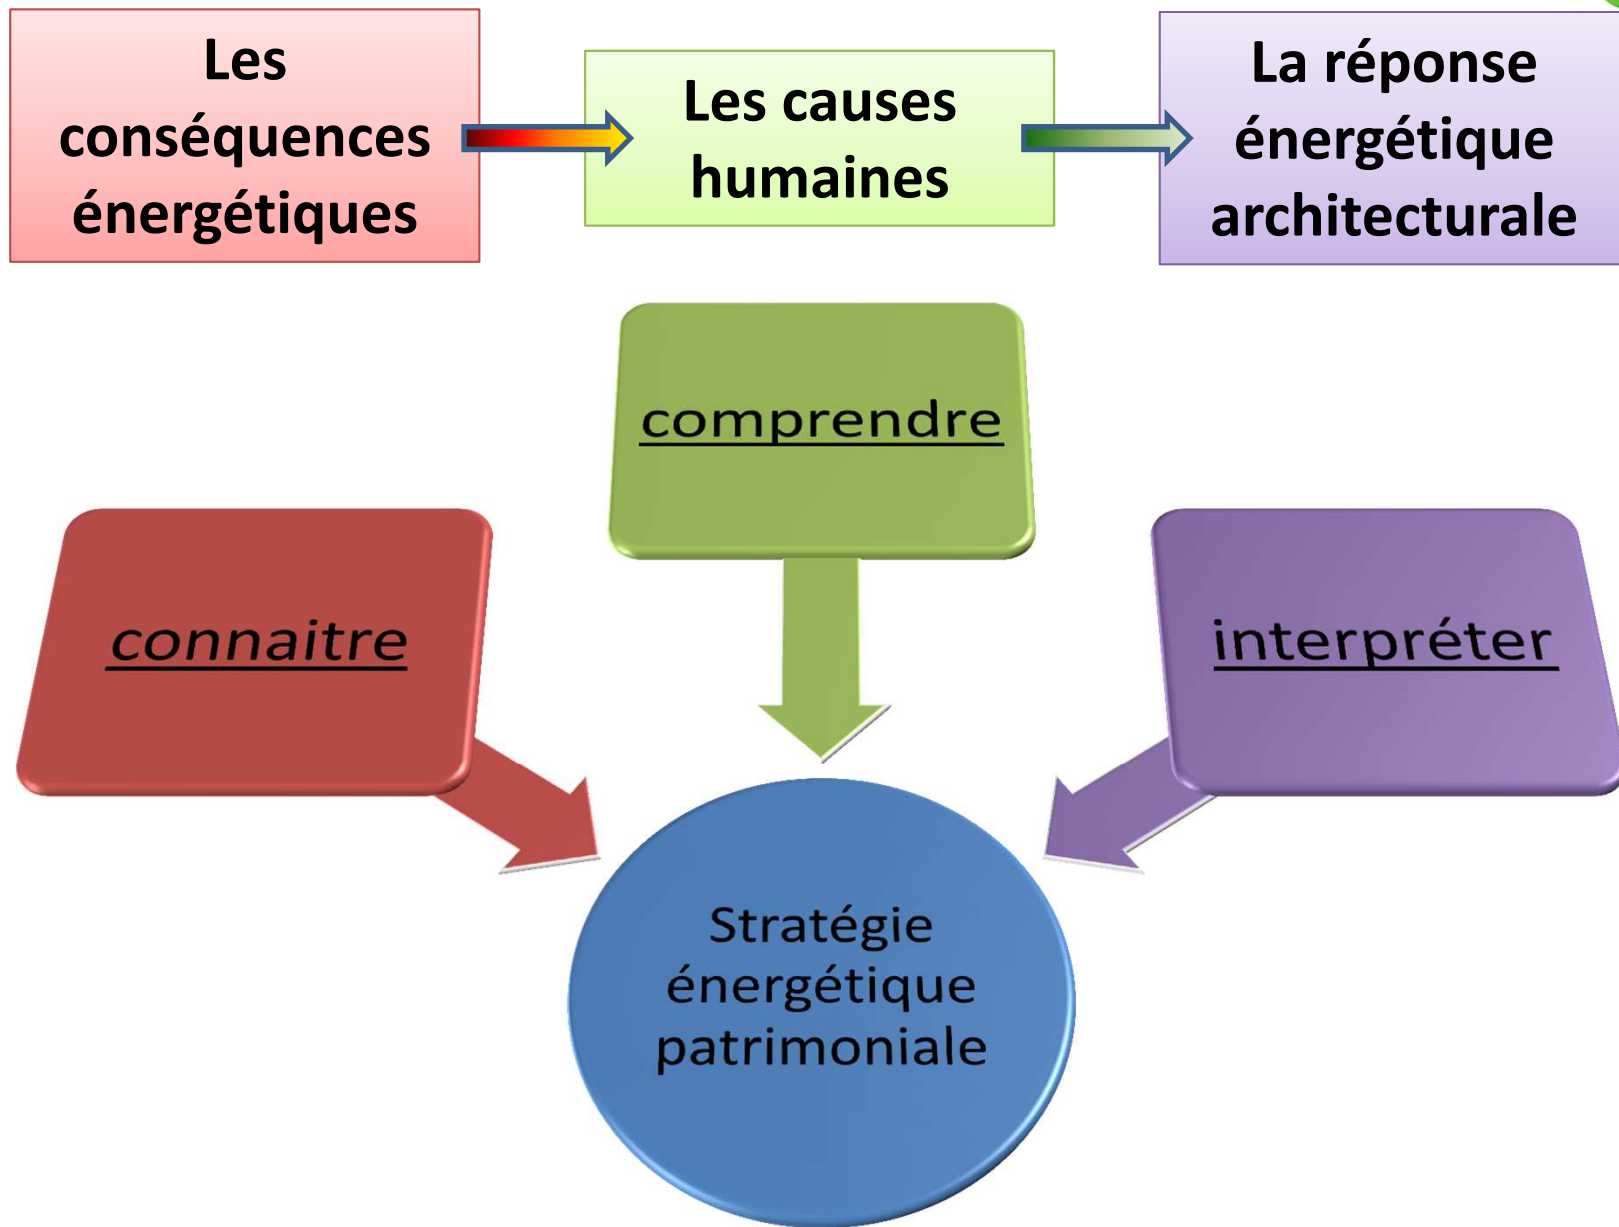 Les
conséquences
énergétiques
Les causes
humaines
La réponse
énergétique
architecturale
comprendre
connaitre
interpréter
Stratégie
énergétique
patrimoniale